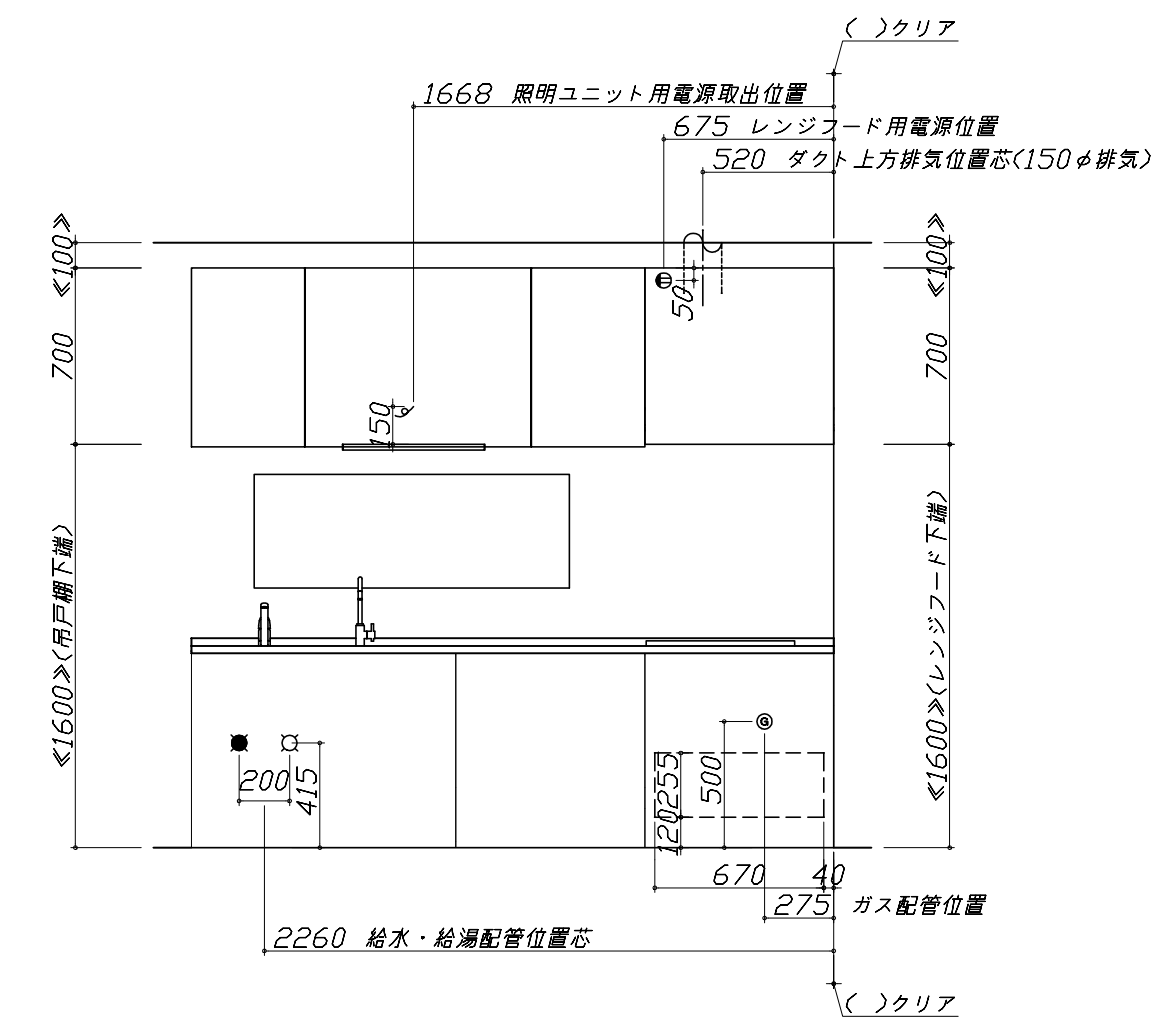 ( )クリア
1668 照明ユニット用電源取出位置
675 レンジフード用電源位置
520 ダクト上方排気位置芯(150φ排気)
≪100≫
≪100≫
50
700
700
150
≪1600≫(吊戸棚下端)
≪1600≫(レンジフード下端)
G
200
415
255
500
120
670
40
275 ガス配管位置
2260 給水・給湯配管位置芯
( )クリア